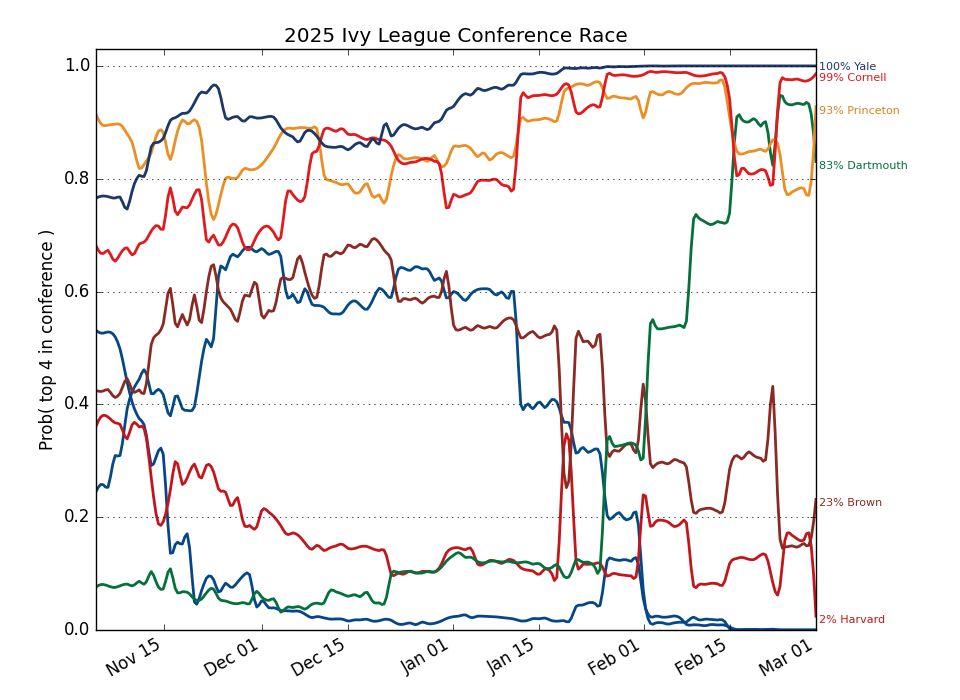 2025 Ivy League Conference Race
Prob( top 4 in conference )
1.0
0.8
0.6
0.4
0.2
0.0
100% Yale
99% Cornell
93% Princeton
83% Dartmouth
23% Brown
2% Harvard
Nov 15
Dec 01
Dec 15
Jan 01
Jan 15
Feb 01
Feb 15
Mar 01